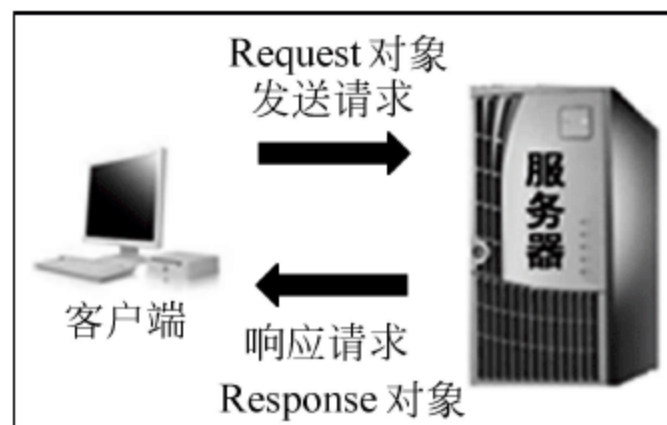 Request 对象
发送请求
服务器
客户端
响应请求
Response 对象